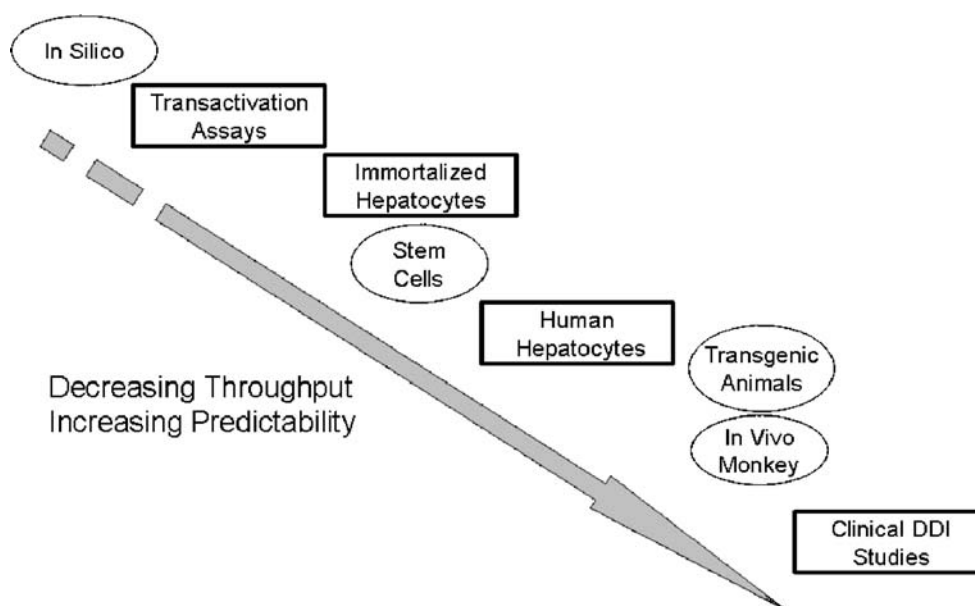 In Silico
Transactivation
Assays
Immortalized
Hepatocytes
Stem
Cells
Human
Hepatocytes
Transgenic
Animals
In Vivo
Monkey
Decreasing Throughput
Increasing Predictability
Clinical DDI
Studies